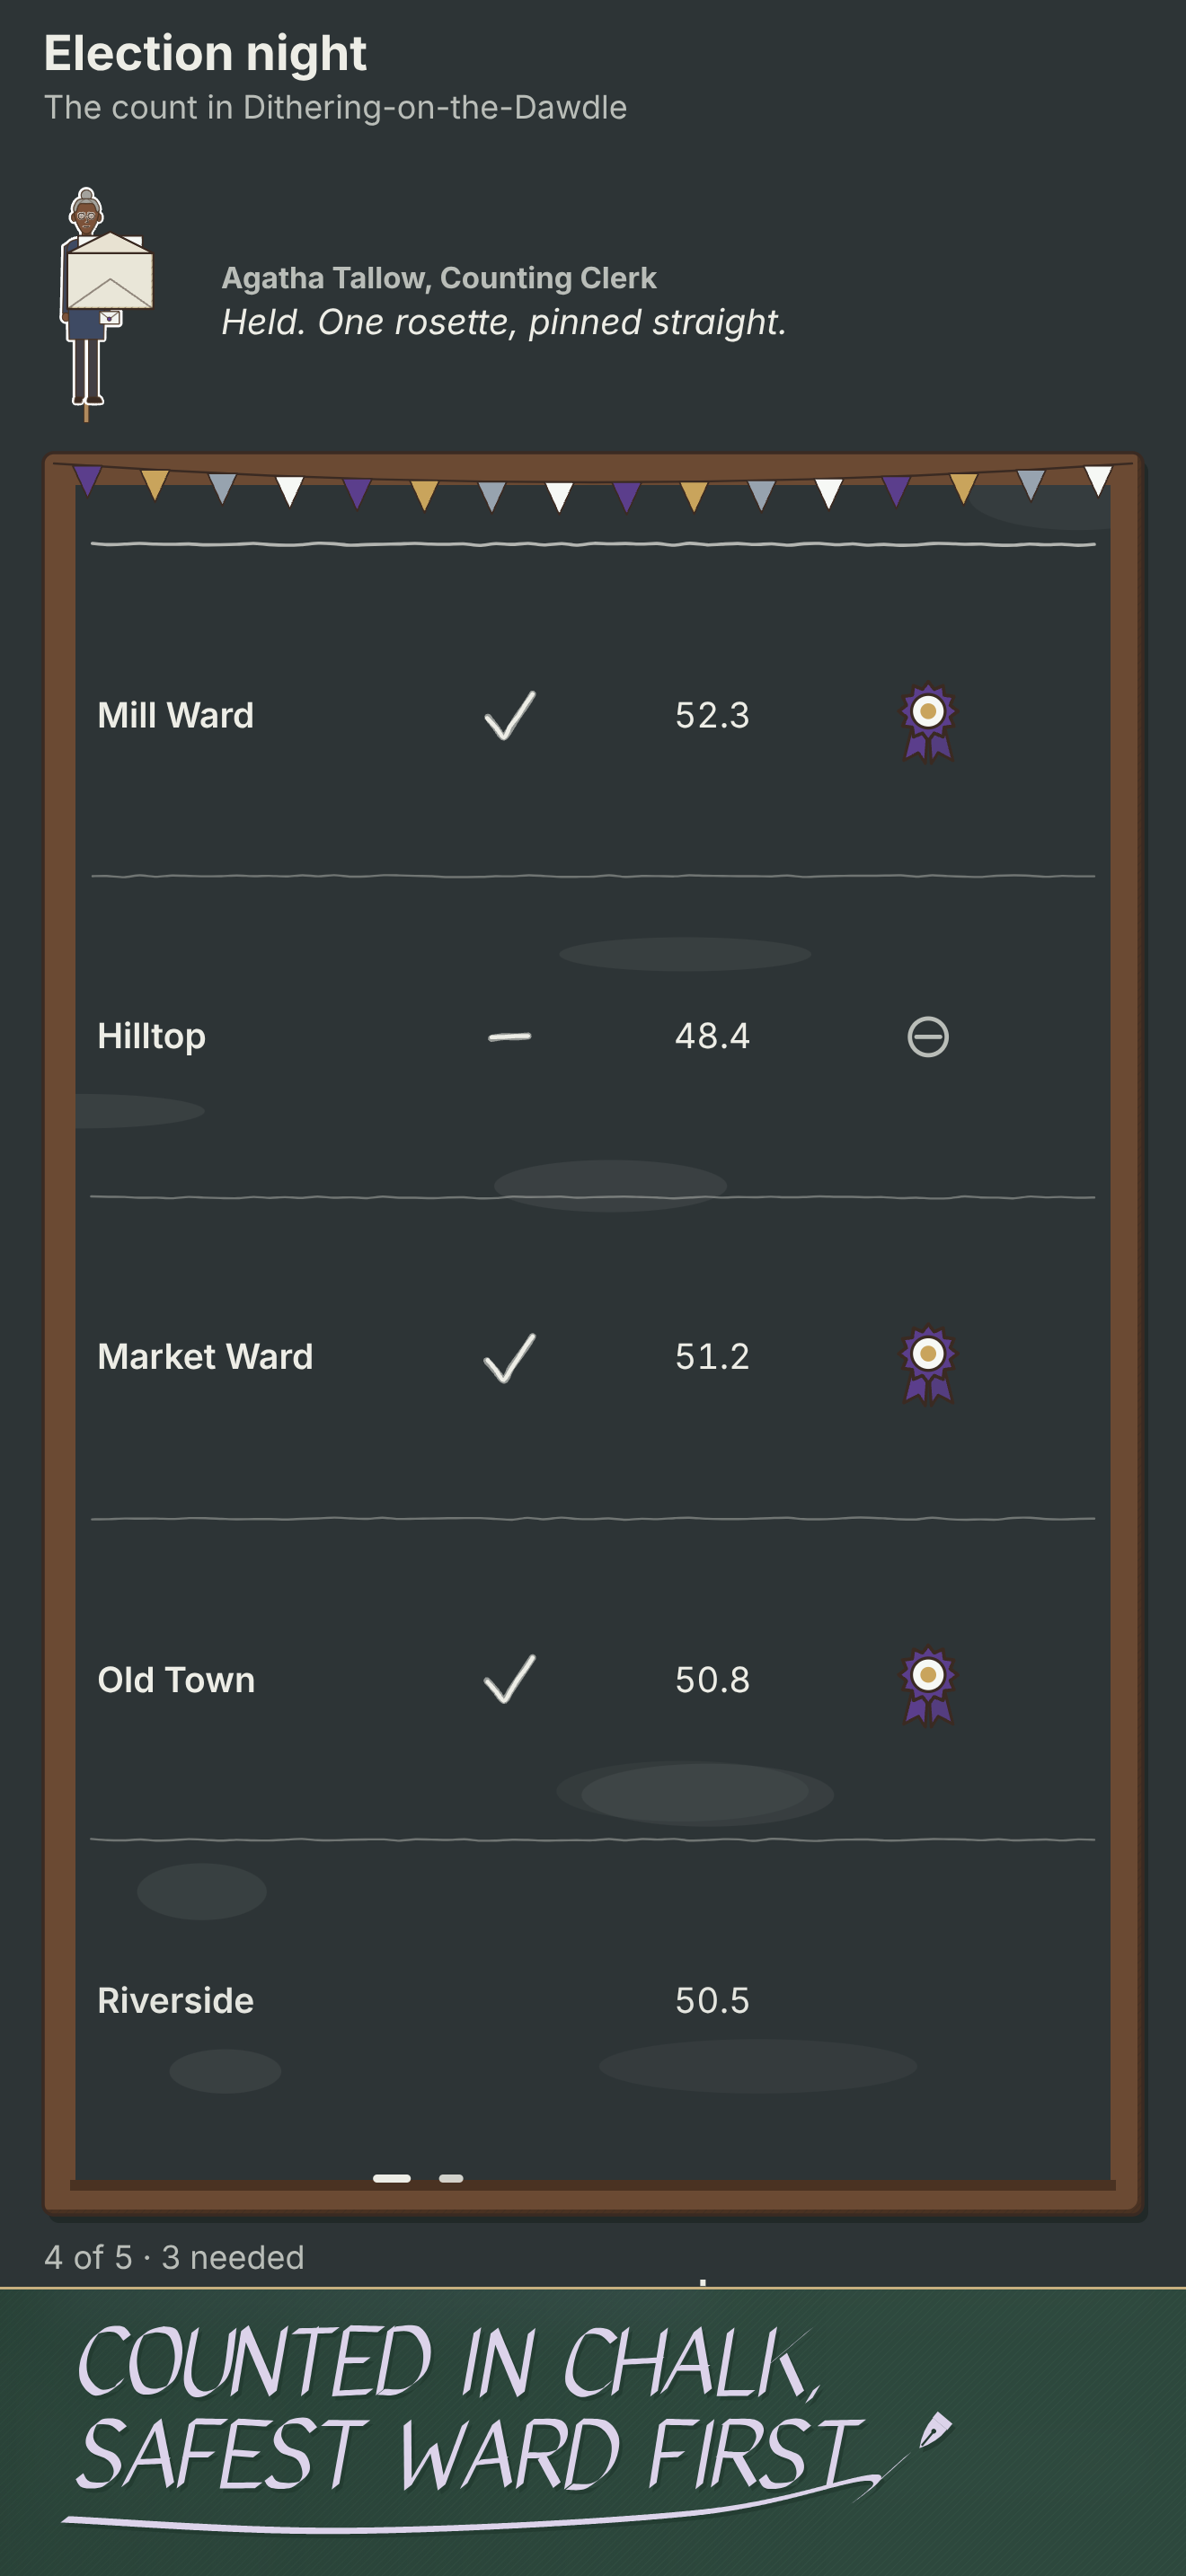 Election night
The count in Dithering-on-the-Dawdle
Agatha Tallow, Counting Clerk
Held. One rosette, pinned straight.
Mill Ward 52.3
Hilltop 48.4
Market Ward 51.2
Old Town 50.8
Riverside 50.5
4 of 5 · 3 needed
COUNTED IN CHALK,
SAFEST WARD FIRST